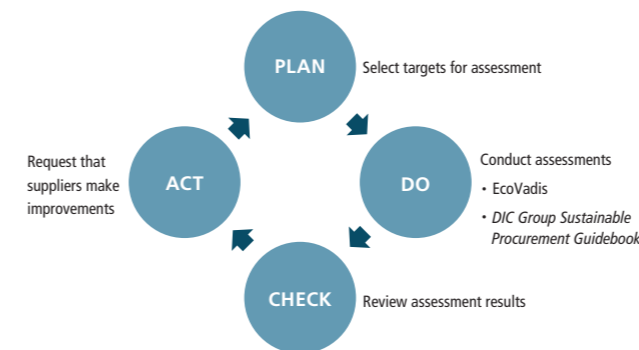 PLAN
Select targets for assessment
DO
Conduct assessments
・EcoVadis
・DIC Group Sustainable
Procurement Guidebook
CHECK
Review assessment results
ACT
Request that
suppliers make
improvements